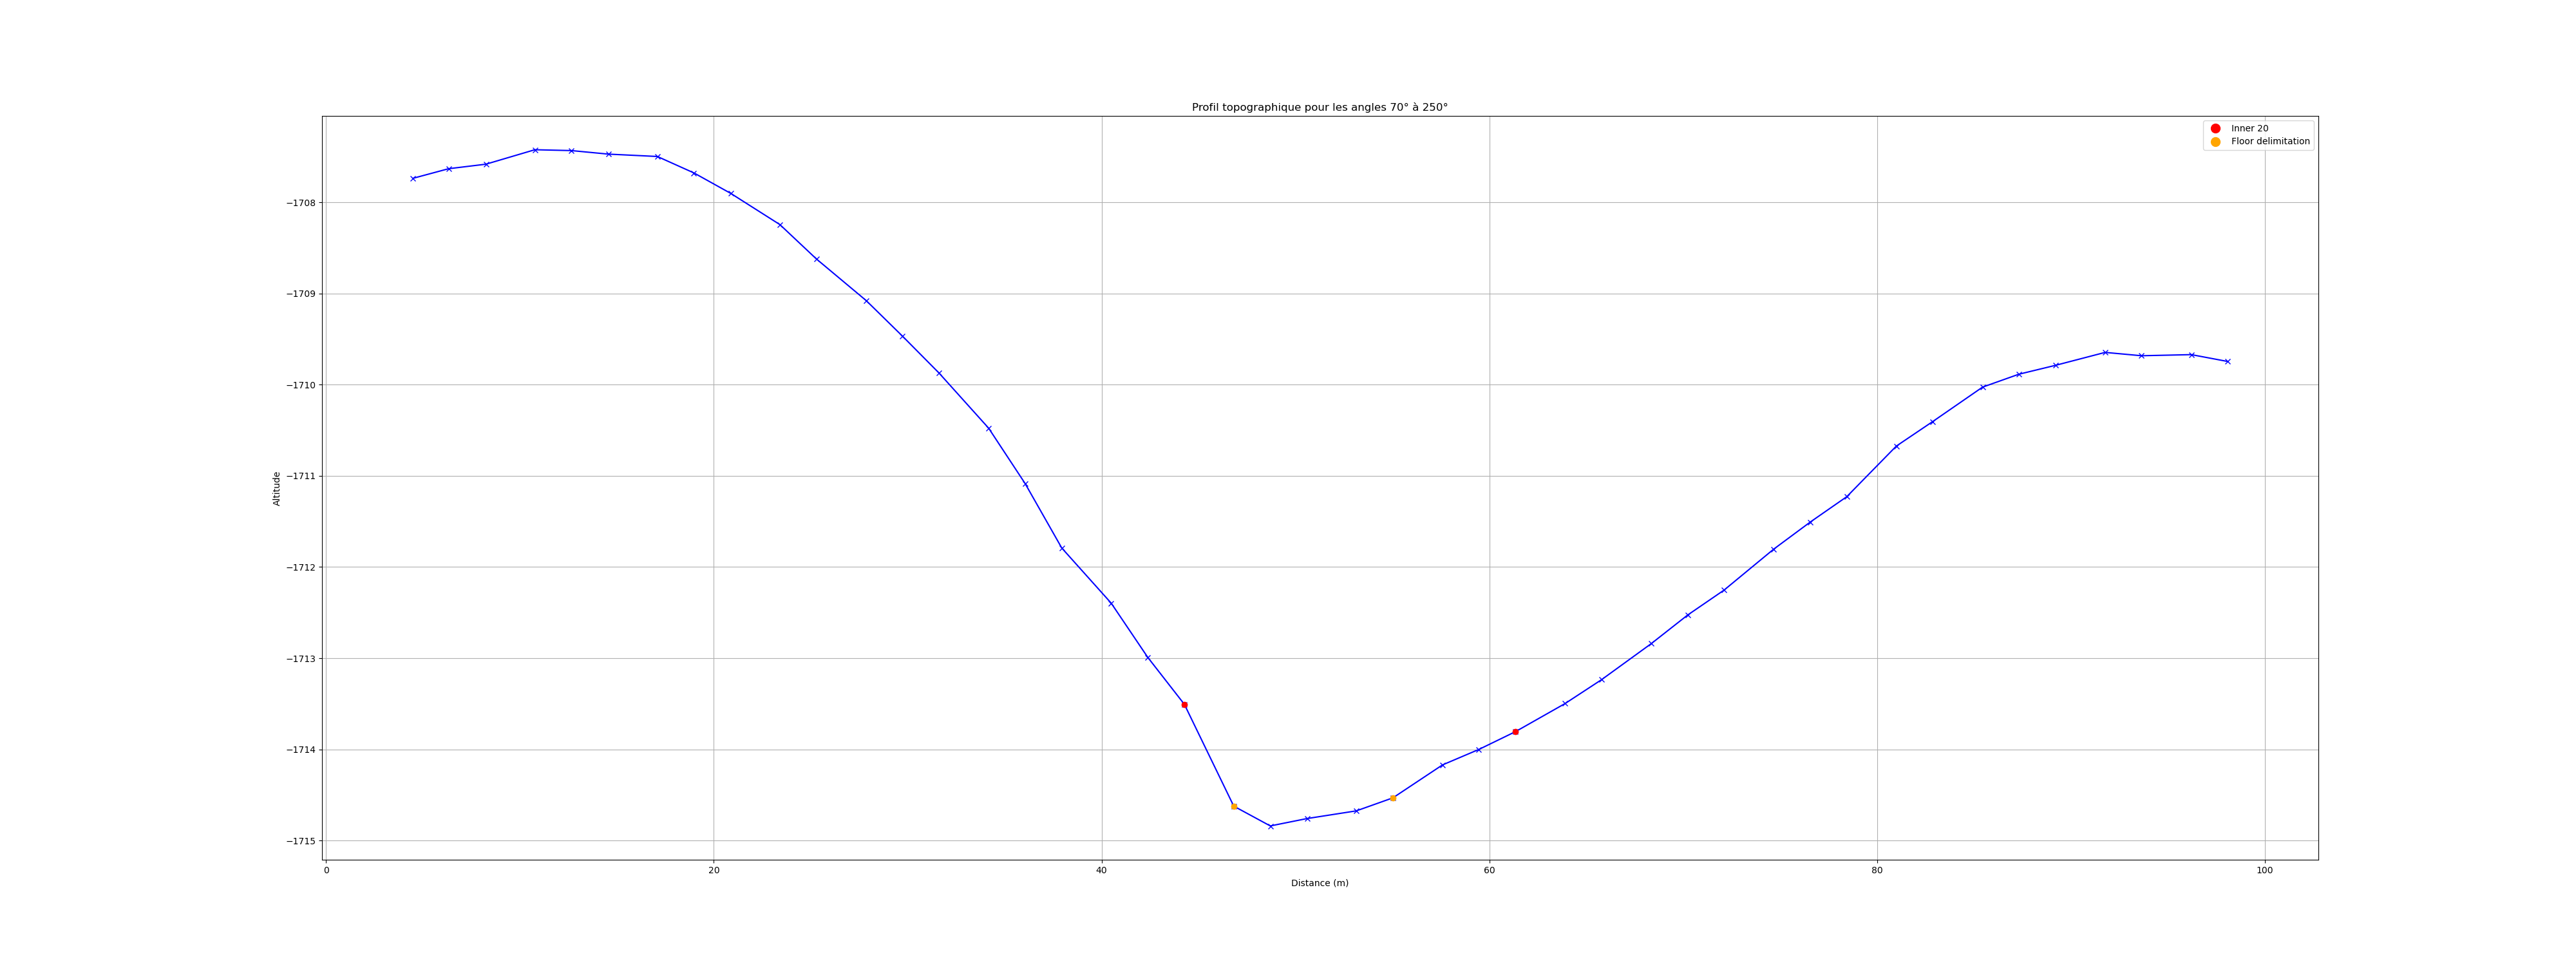 Profil topographique pour les angles 70° à 250°
Inner 20
Floor delimitation
Altitude
−1708
−1709
−1710
−1711
−1712
−1713
−1714
−1715
0
20
40
60
80
100
Distance (m)